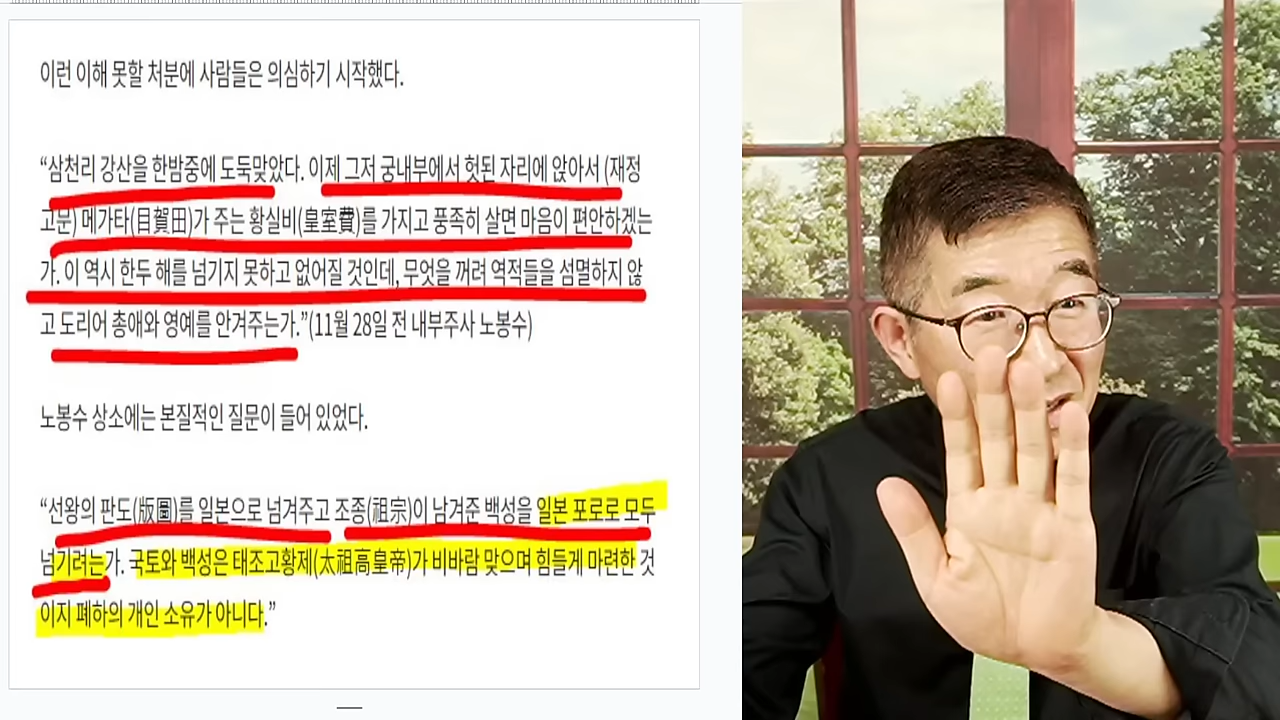 이런 이해 못할 처분에 사람들은 의심하기 시작했다.
“삼천리 강산을 한밤중에 도둑맞았다. 이제 그저 궁내부에서 헛된 자리에 앉아서 (재정
고문) 메가타(目賀田)가 주는 황실비(皇室費)를 가지고 풍족히 살면 마음이 편안하겠는
가. 이 역시 한두 해를 넘기지 못하고 없어질 것인데, 무엇을 꺼려 역적들을 섬멸하지 않
고 도리어 총애와 영예를 안겨주는가.”(11월 28일 전 내부주사 노봉수)
노봉수 상소에는 본질적인 질문이 들어 있었다.
“선왕의 판도(版圖)를 일본으로 넘겨주고 조종(祖宗)이 남겨준 백성을 일본 포로로 모두
넘기려는가. 국토와 백성은 태조고황제(太祖高皇帝)가 비바람 맞으며 힘들게 마련한 것
이지 폐하의 개인 소유가 아니다.”